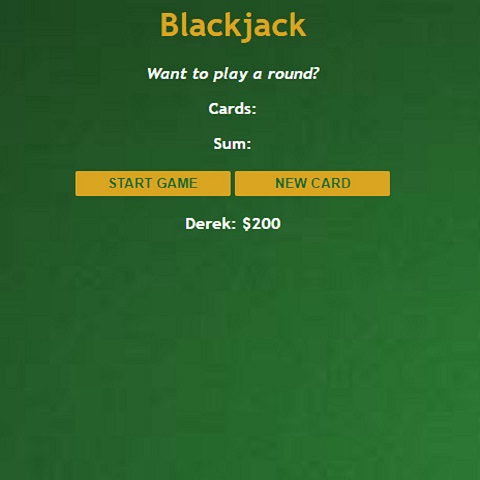 Blackjack
Want to play a round?
Cards:
Sum:
START GAME NEW CARD
Derek: $200